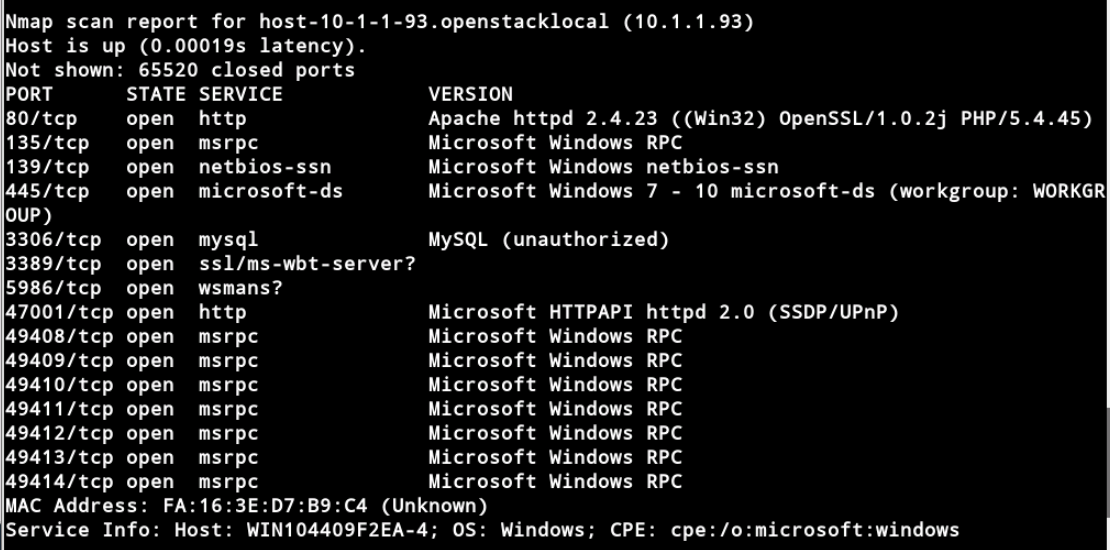 Nmap scan report for host-10-1-1-93.openstacklocal (10.1.1.93)
Host is up (0.00019s latency).
Not shown: 65520 closed ports
PORT      STATE SERVICE            VERSION
80/tcp    open  http               Apache httpd 2.4.23 ((Win32) OpenSSL/1.0.2j PHP/5.4.45)
135/tcp   open  msrpc              Microsoft Windows RPC
139/tcp   open  netbios-ssn        Microsoft Windows netbios-ssn
445/tcp   open  microsoft-ds       Microsoft Windows 7 - 10 microsoft-ds (workgroup: WORKGR
OUP)
3306/tcp  open  mysql              MySQL (unauthorized)
3389/tcp  open  ssl/ms-wbt-server?
5986/tcp  open  wsmans?
47001/tcp open  http               Microsoft HTTPAPI httpd 2.0 (SSDP/UPnP)
49408/tcp open  msrpc              Microsoft Windows RPC
49409/tcp open  msrpc              Microsoft Windows RPC
49410/tcp open  msrpc              Microsoft Windows RPC
49411/tcp open  msrpc              Microsoft Windows RPC
49412/tcp open  msrpc              Microsoft Windows RPC
49413/tcp open  msrpc              Microsoft Windows RPC
49414/tcp open  msrpc              Microsoft Windows RPC
MAC Address: FA:16:3E:D7:B9:C4 (Unknown)
Service Info: Host: WIN104409F2EA-4; OS: Windows; CPE: cpe:/o:microsoft:windows